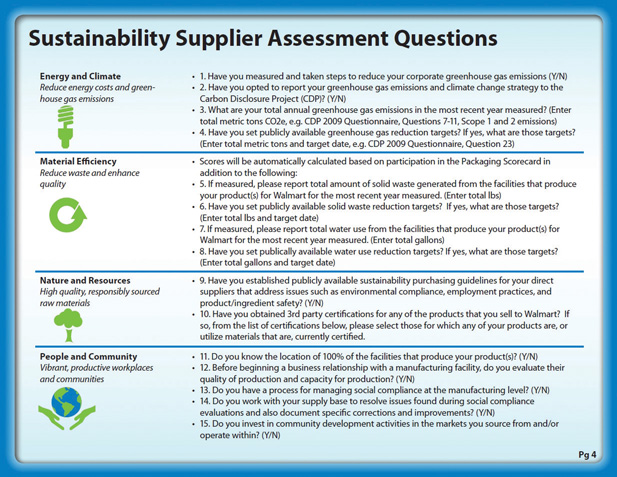 Sustainability Supplier Assessment Questions
Energy and Climate
Reduce energy costs and green-
house gas emissions
• 1. Have you measured and taken steps to reduce your corporate greenhouse gas emissions (Y/N)
• 2. Have you opted to report your greenhouse gas emissions and climate change strategy to the
Carbon Disclosure Project (CDP)? (Y/N)
• 3. What are your total annual greenhouse gas emissions in the most recent year measured? (Enter
total metric tons CO2e, e.g. CDP 2009 Questionnaire, Questions 7-11, Scope 1 and 2 emissions)
• 4. Have you set publicly available greenhouse gas reduction targets? If yes, what are those targets?
(Enter total metric tons and target date, e.g. CDP 2009 Questionnaire, Question 23)
Material Efficiency
Reduce waste and enhance
quality
• Scores will be automatically calculated based on participation in the Packaging Scorecard in
addition to the following:
• 5. If measured, please report total amount of solid waste generated from the facilities that produce
your product(s) for Walmart for the most recent year measured. (Enter total lbs)
• 6. Have you set publicly available solid waste reduction targets? If yes, what are those targets?
(Enter total lbs and target date)
• 7. If measured, please report total water use from the facilities that produce your product(s) for
Walmart for the most recent year measured. (Enter total gallons)
• 8. Have you set publically available water use reduction targets? If yes, what are those targets?
(Enter total gallons and target date)
Nature and Resources
High quality, responsibly sourced
raw materials
• 9. Have you established publicly available sustainability purchasing guidelines for your direct
suppliers that address issues such as environmental compliance, employment practices, and
product/ingredient safety? (Y/N)
• 10. Have you obtained 3rd party certifications for any of the products that you sell to Walmart? If
so, from the list of certifications below, please select those for which any of your products are, or
utilize materials that are, currently certified.
People and Community
Vibrant, productive workplaces
and communities
• 11. Do you know the location of 100% of the facilities that produce your product(s)? (Y/N)
• 12. Before beginning a business relationship with a manufacturing facility, do you evaluate their
quality of production and capacity for production? (Y/N)
• 13. Do you have a process for managing social compliance at the manufacturing level? (Y/N)
• 14. Do you work with your supply base to resolve issues found during social compliance
evaluations and also document specific corrections and improvements? (Y/N)
• 15. Do you invest in community development activities in the markets you source from and/or
operate within? (Y/N)
Pg 4